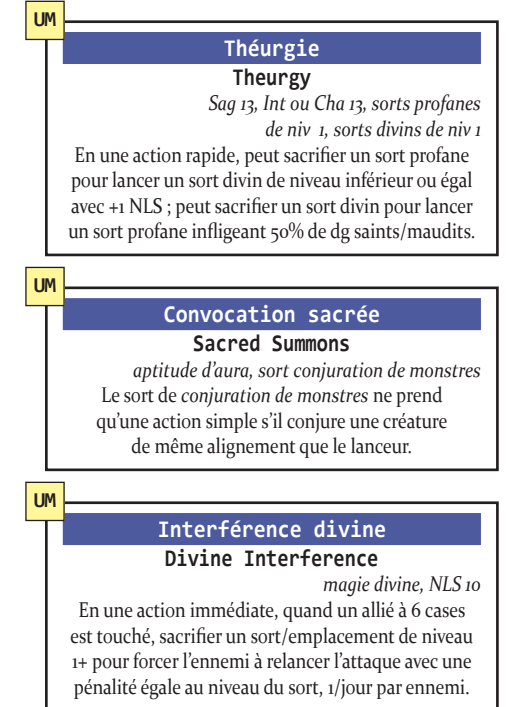 UM
Théurgie
Theurgy
Sag 13, Int ou Cha 13, sorts profanes
de niv 1, sorts divins de niv 1
En une action rapide, peut sacrifier un sort profane
pour lancer un sort divin de niveau inférieur ou égal
avec +1 NLS ; peut sacrifier un sort divin pour lancer
un sort profane infligeant 50% de dg saints/maudits.
UM
Convocation sacrée
Sacred Summons
aptitude d'aura, sort conjuration de monstres
Le sort de conjuration de monstres ne prend
qu'une action simple s'il conjure une créature
de même alignement que le lanceur.
UM
Interférence divine
Divine Interference
magie divine, NLS 10
En une action immédiate, quand un allié à 6 cases
est touché, sacrifier un sort/emplacement de niveau
1+ pour forcer l'ennemi à relancer l'attaque avec une
pénalité égale au niveau du sort, 1/jour par ennemi.